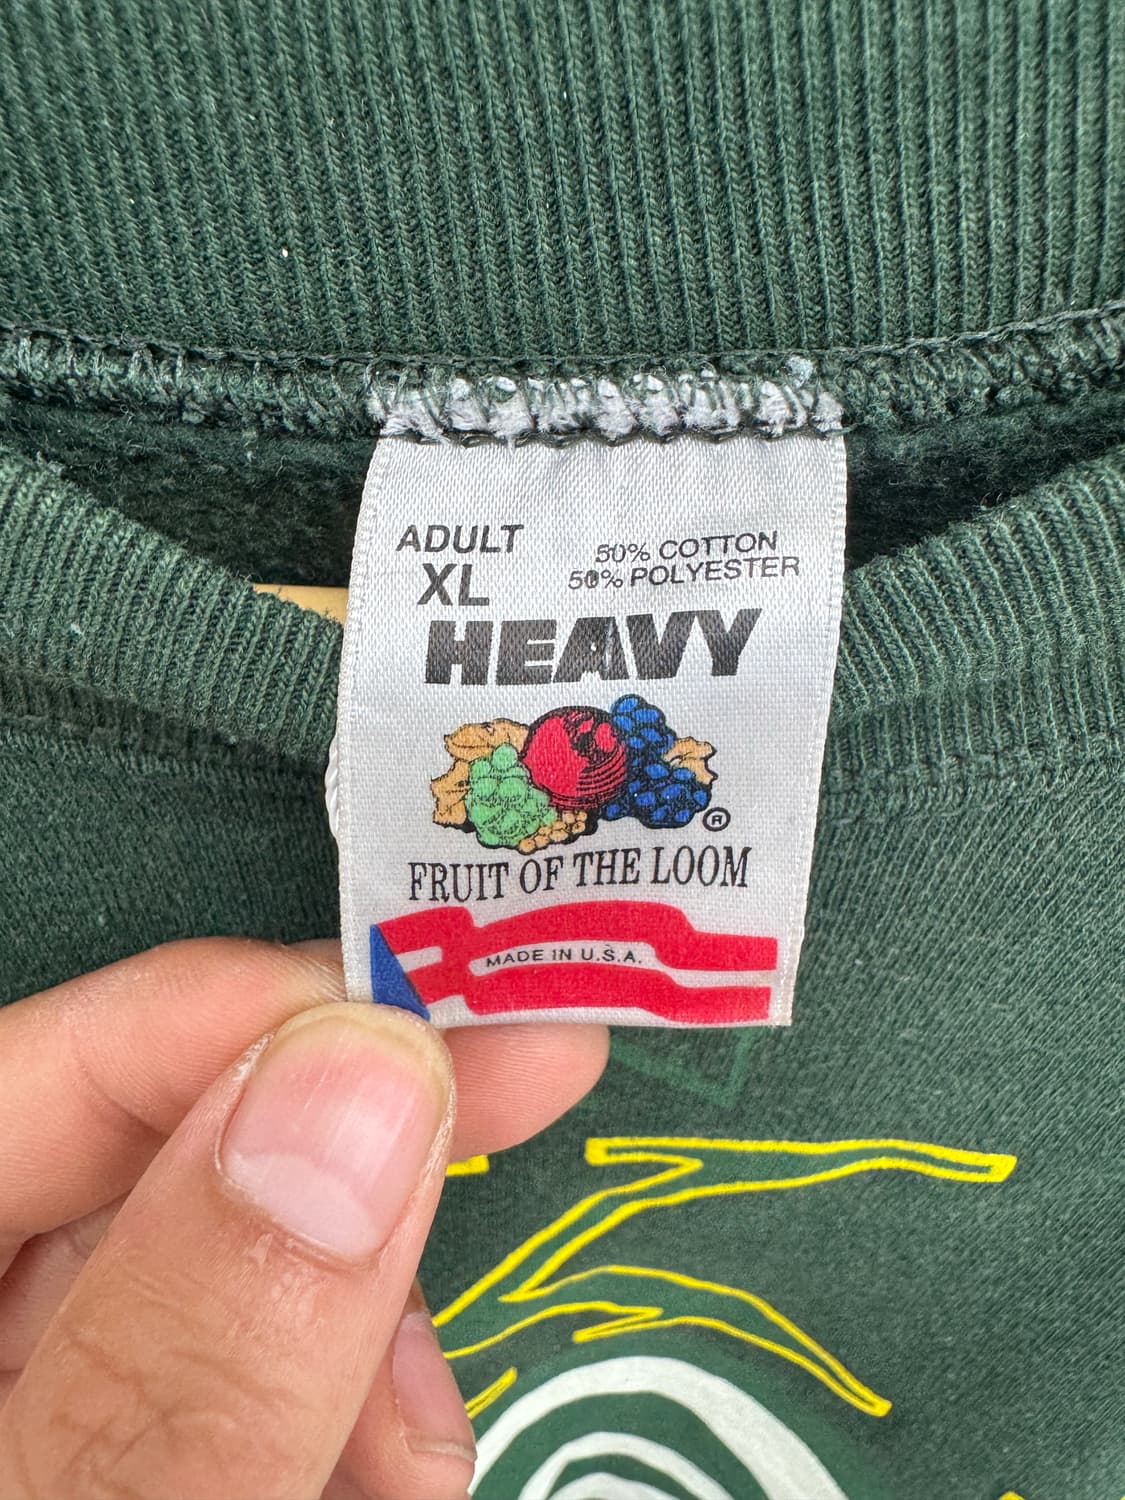 ADULT
XL
50% COTTON
50% POLYESTER
HEAVY
®
FRUIT OF THE LOOM
MADE IN U.S.A.